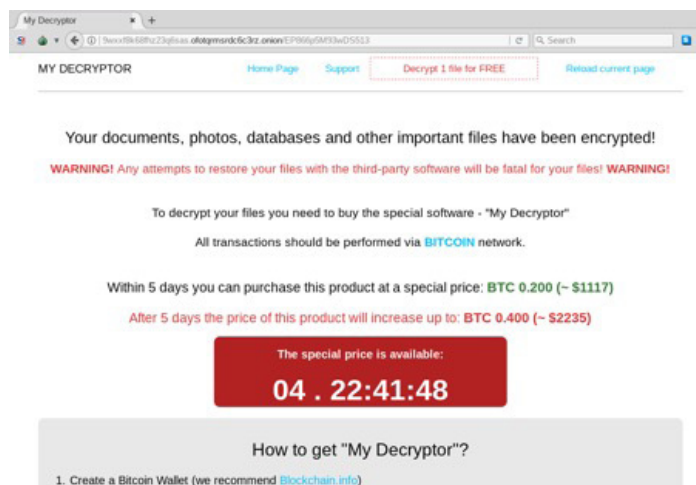 My Decryptor
Search
MY DECRYPTOR
Home Page
Support
Decrypt 1 file for FREE
Reload current page
Your documents, photos, databases and other important files have been encrypted!
WARNING! Any attempts to restore your files with the third-party software will be fatal for your files! WARNING!
To decrypt your files you need to buy the special software - "My Decryptor"
All transactions should be performed via BITCOIN network.
Within 5 days you can purchase this product at a special price: BTC 0.200 (~ $1117)
After 5 days the price of this product will increase up to: BTC 0.400 (~ $2235)
The special price is available:
04 . 22:41:48
How to get "My Decryptor"?
1. Create a Bitcoin Wallet (we recommend Blockchain.info)